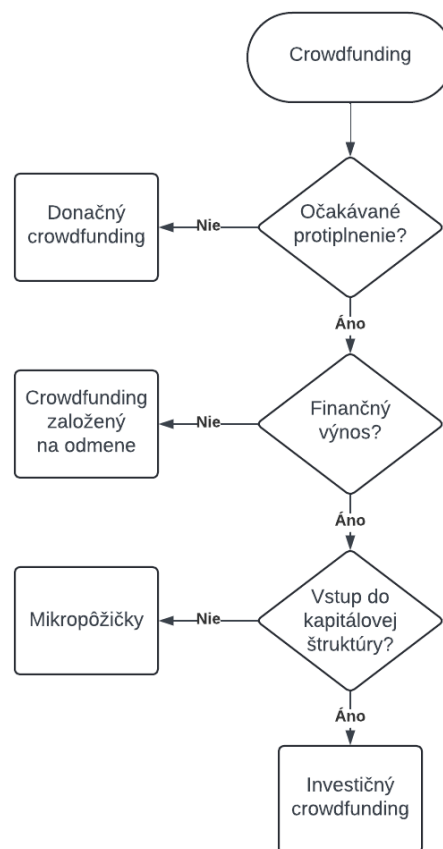 Crowdfunding
Očakávané
protiplnenie?
Nie
Donačný
crowdfunding
Áno
Finančný
výnos?
Nie
Crowdfunding
založený
na odmene
Áno
Vstup do
kapitálovej
štruktúry?
Nie
Mikropôžičky
Áno
Investičný
crowdfunding